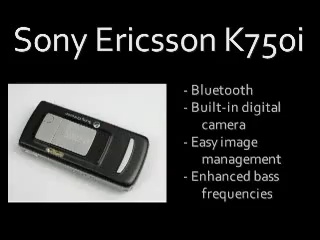 Sony Ericsson K750i
- Bluetooth
- Built-in digital
camera
- Easy image
management
- Enhanced bass
frequencies